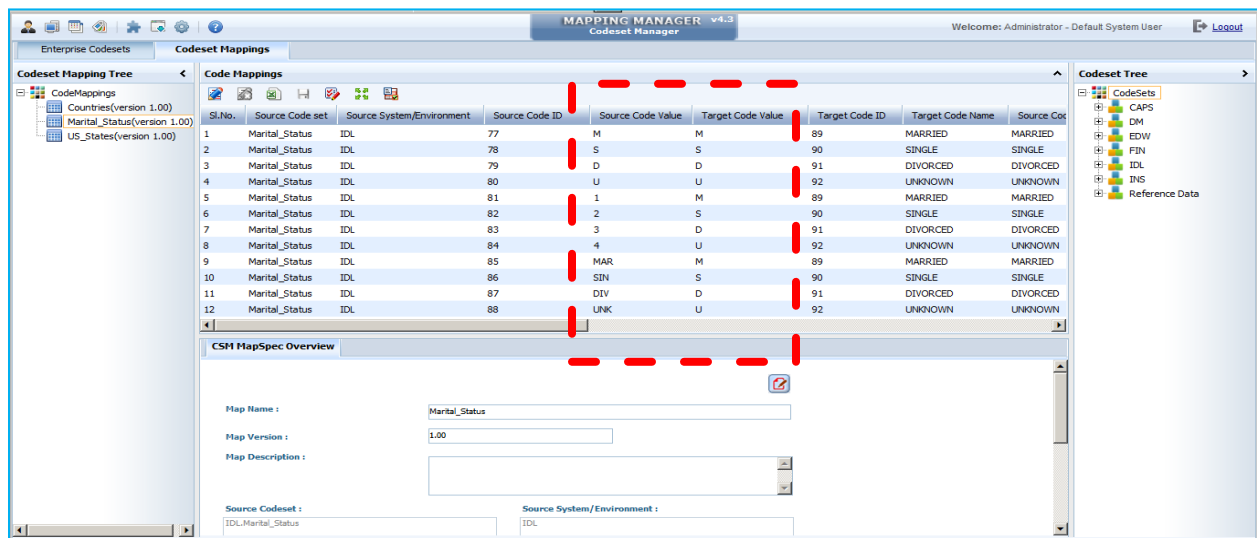 MAPPING MANAGER v4.3
Codeset Manager
Welcome: Administrator - Default System User
Logout
Enterprise Codesets
Codeset Mappings
Codeset Mapping Tree
CodeMappings
Countries(version 1.00)
Marital_Status(version 1.00)
US_States(version 1.00)
Code Mappings
Sl.No. Source Code set Source System/Environment Source Code ID Source Code Value Target Code Value Target Code ID Target Code Name Source Cod
1 Marital_Status IDL 77 M M 89 MARRIED MARRIED
2 Marital_Status IDL 78 S S 90 SINGLE SINGLE
3 Marital_Status IDL 79 D D 91 DIVORCED DIVORCED
4 Marital_Status IDL 80 U U 92 UNKNOWN UNKNOWN
5 Marital_Status IDL 81 1 M 89 MARRIED MARRIED
6 Marital_Status IDL 82 2 S 90 SINGLE SINGLE
7 Marital_Status IDL 83 3 D 91 DIVORCED DIVORCED
8 Marital_Status IDL 84 4 U 92 UNKNOWN UNKNOWN
9 Marital_Status IDL 85 MAR M 89 MARRIED MARRIED
10 Marital_Status IDL 86 SIN S 90 SINGLE SINGLE
11 Marital_Status IDL 87 DIV D 91 DIVORCED DIVORCED
12 Marital_Status IDL 88 UNK U 92 UNKNOWN UNKNOWN
CSM MapSpec Overview
Map Name : Marital_Status
Map Version : 1.00
Map Description :
Source Codeset : Source System/Environment :
IDL.Marital_Status IDL
Codeset Tree
CodeSets
CAPS
DM
EDW
FIN
IDL
INS
Reference Data